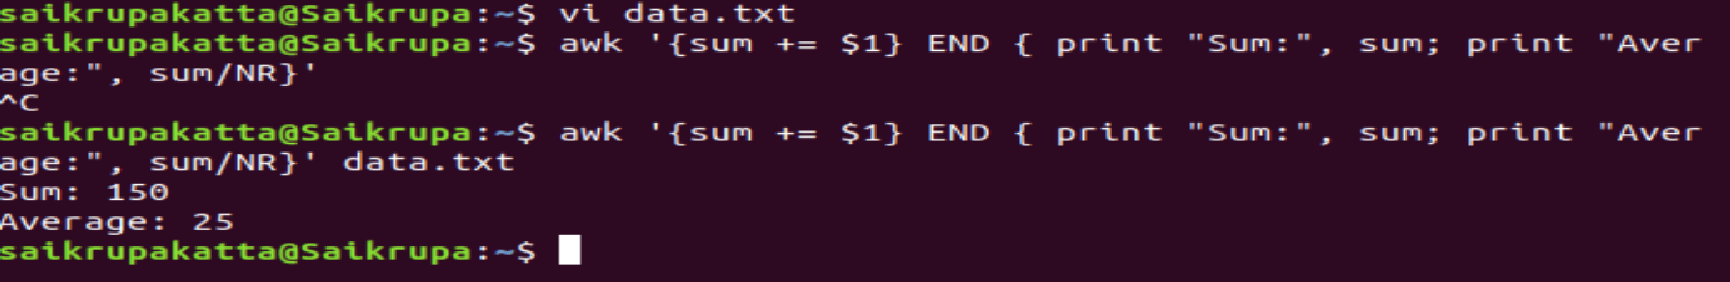 saikrupakatta@Saikrupa:~$ vi data.txt
saikrupakatta@Saikrupa:~$ awk '{sum += $1} END { print "Sum:", sum; print "Aver
age:", sum/NR}'
^C
saikrupakatta@Saikrupa:~$ awk '{sum += $1} END { print "Sum:", sum; print "Aver
age:", sum/NR}' data.txt
Sum: 150
Average: 25
saikrupakatta@Saikrupa:~$